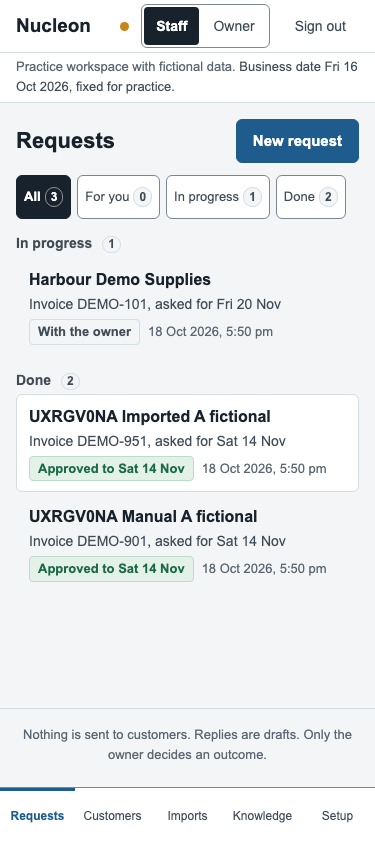 Nucleon
Staff
Owner
Sign out
Practice workspace with fictional data. Business date Fri 16
Oct 2026, fixed for practice.
Requests
New request
All 3
For you 0
In progress 1
Done 2
In progress 1
Harbour Demo Supplies
Invoice DEMO-101, asked for Fri 20 Nov
With the owner 18 Oct 2026, 5:50 pm
Done 2
UXRGV0NA Imported A fictional
Invoice DEMO-951, asked for Sat 14 Nov
Approved to Sat 14 Nov 18 Oct 2026, 5:50 pm
UXRGV0NA Manual A fictional
Invoice DEMO-901, asked for Sat 14 Nov
Approved to Sat 14 Nov 18 Oct 2026, 5:50 pm
Nothing is sent to customers. Replies are drafts. Only the
owner decides an outcome.
Requests
Customers
Imports
Knowledge
Setup